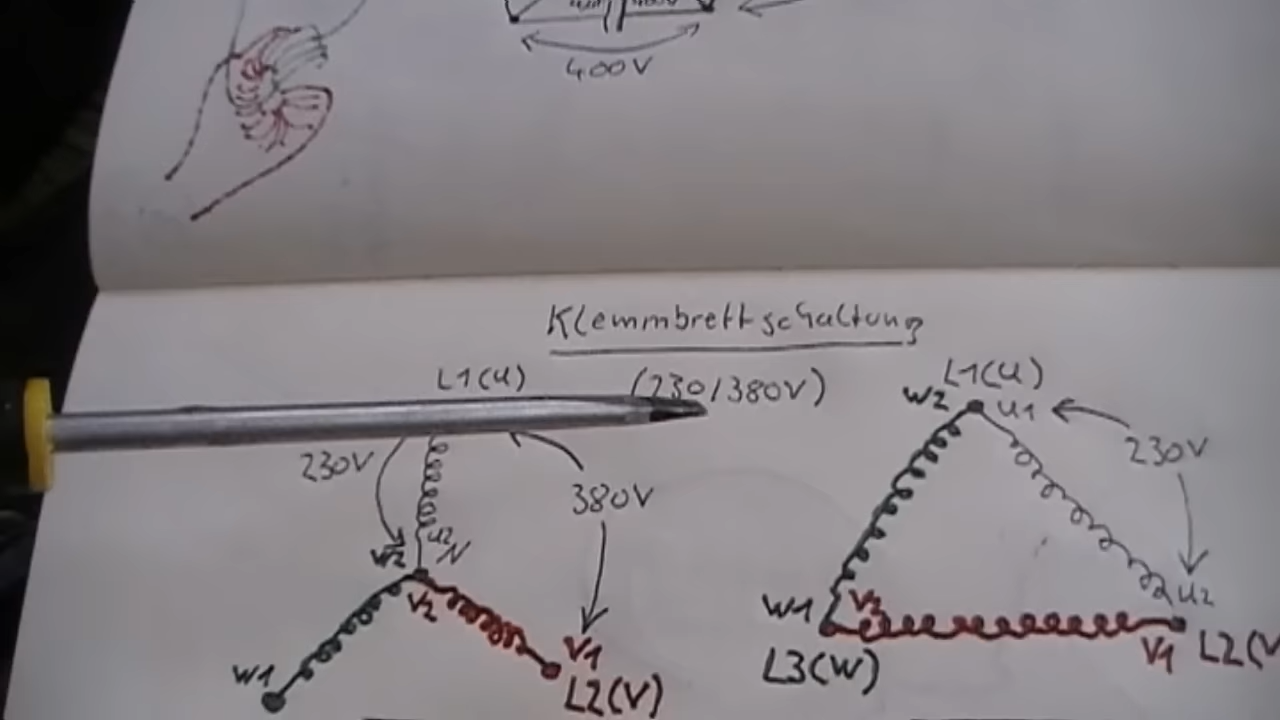 400V
Klemmbrettschaltung
L1(U)
(230/380V)
L1(U)
W2
U1
230V
230V
380V
U2
N
W2
V2
V1
L2(V)
W1
U2
W1
V2
V1
L2(V
L3(W)